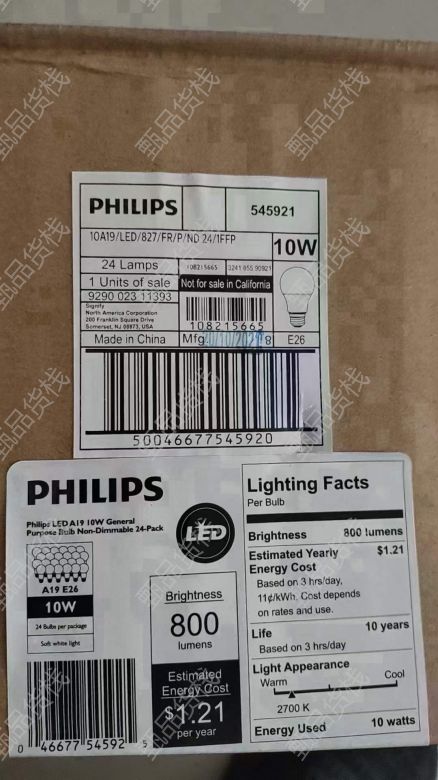 PHILIPS
545921
10A19/LED/827/FR/P/ND 24/1FFP
10W
24 Lamps
108215665
3241 055 90921
1 Units of sale
Not for sale in California
9290 023 11393
Signify
North America Corporation
200 Franklin Square Drive
Somerset, NJ 08873, USA
108215665
Made in China
Mfg.
8
E26
50046677545920
PHILIPS
Philips LED A19 10W General
Purpose Bulb Non-Dimmable 24-Pack
LED
A19 E26
10W
24 Bulbs per package
Soft white light
0 46677 54592 5
Brightness
800
lumens
Estimated
Energy Cost
$1.21
per year
Lighting Facts
Per Bulb
Brightness 800 lumens
Estimated Yearly $1.21
Energy Cost
Based on 3 hrs/day,
11¢/kWh. Cost depends
on rates and use.
Life 10 years
Based on 3 hrs/day
Light Appearance
Warm Cool
2700 K
Energy Used 10 watts
甄品货栈